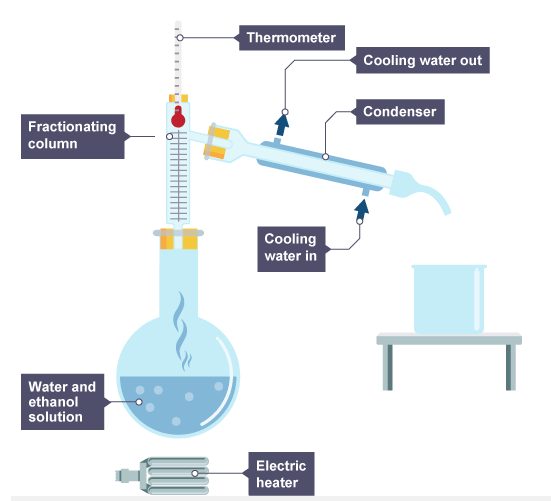 Thermometer
Cooling water out
Condenser
Fractionating
column
Cooling
water in
Water and
ethanol
solution
Electric
heater